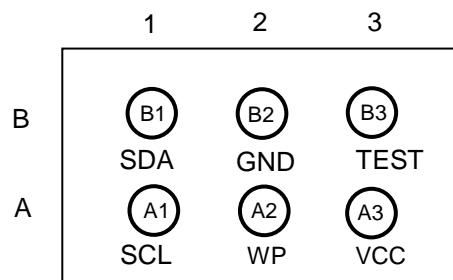 1 2 3
B B1 B2 B3
SDA GND TEST
A A1 A2 A3
SCL WP VCC